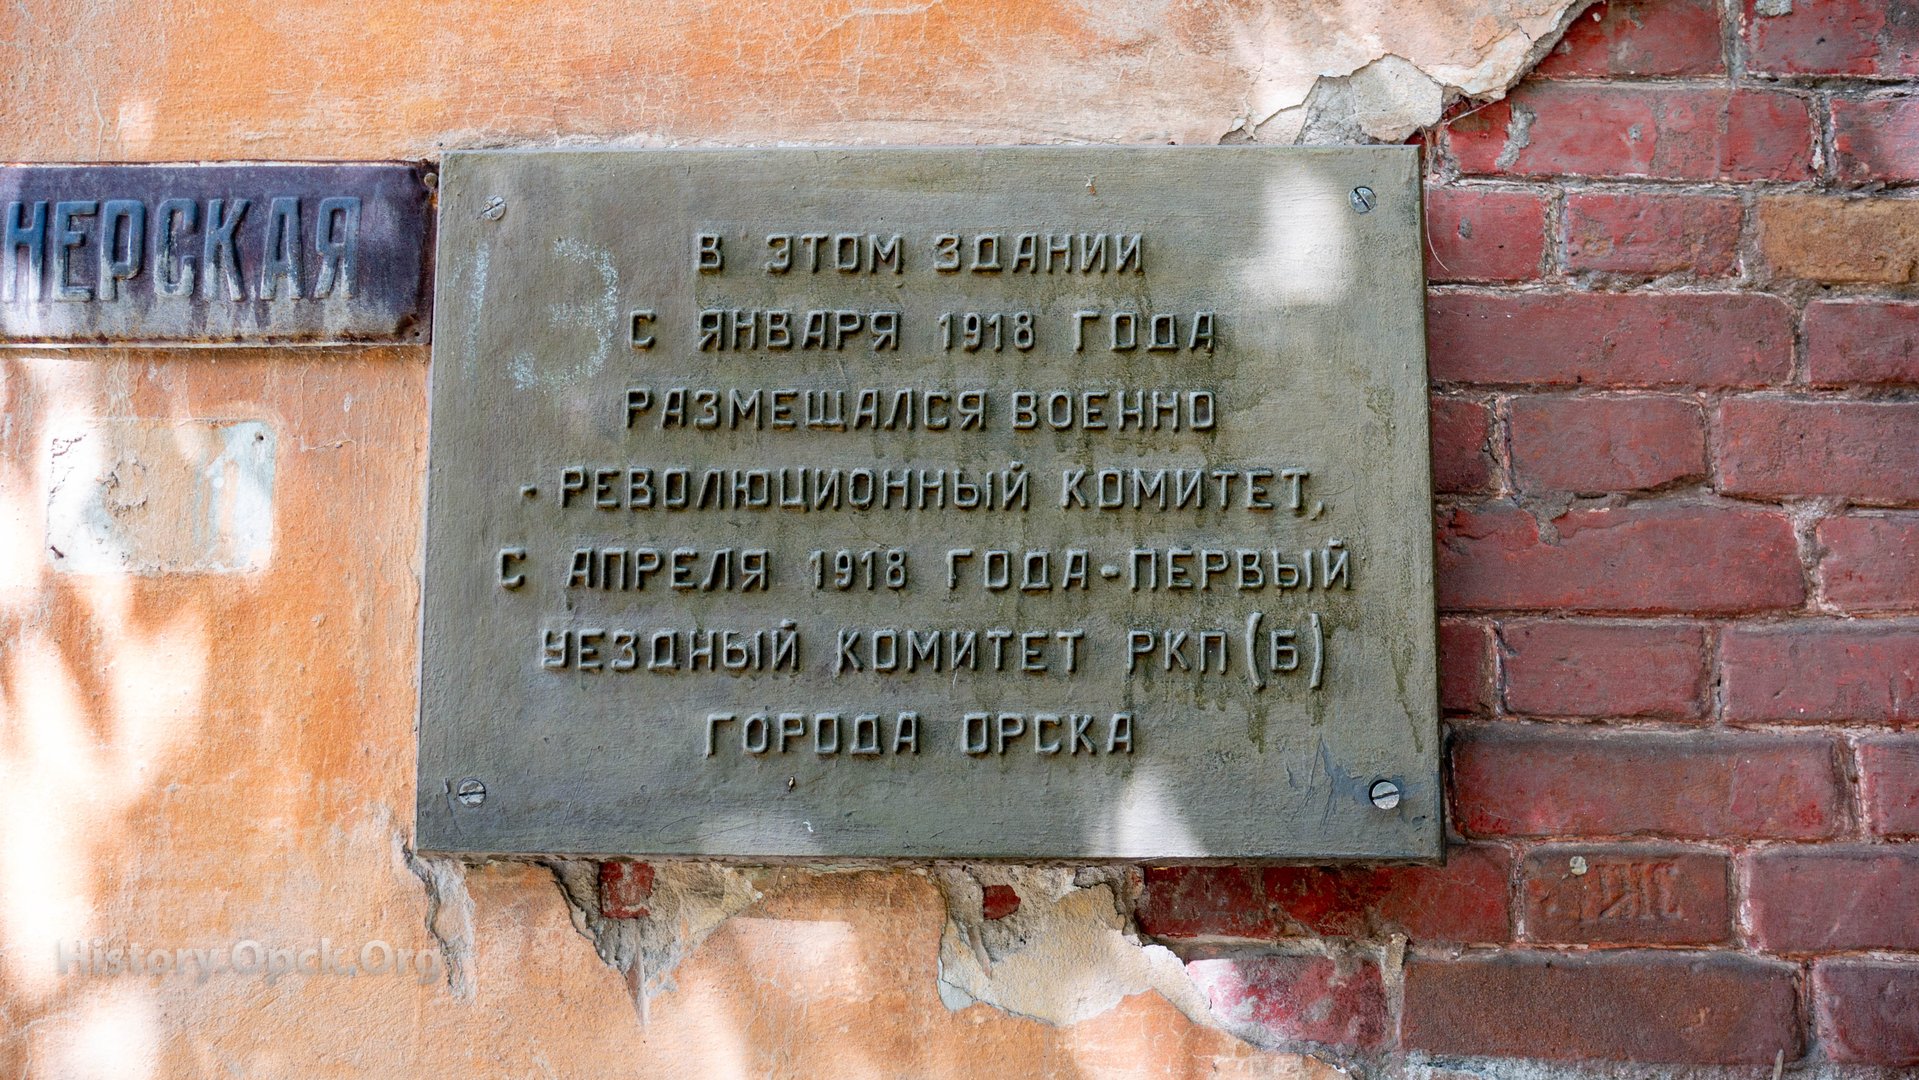 НЕРСКАЯ
В ЭТОМ ЗДАНИИ
С ЯНВАРЯ 1918 ГОДА
РАЗМЕЩАЛСЯ ВОЕННО
- РЕВОЛЮЦИОННЫЙ КОМИТЕТ,
С АПРЕЛЯ 1918 ГОДА-ПЕРВЫЙ
УЕЗДНЫЙ КОМИТЕТ РКП(Б)
ГОРОДА ОРСКА
History.Opck.Org